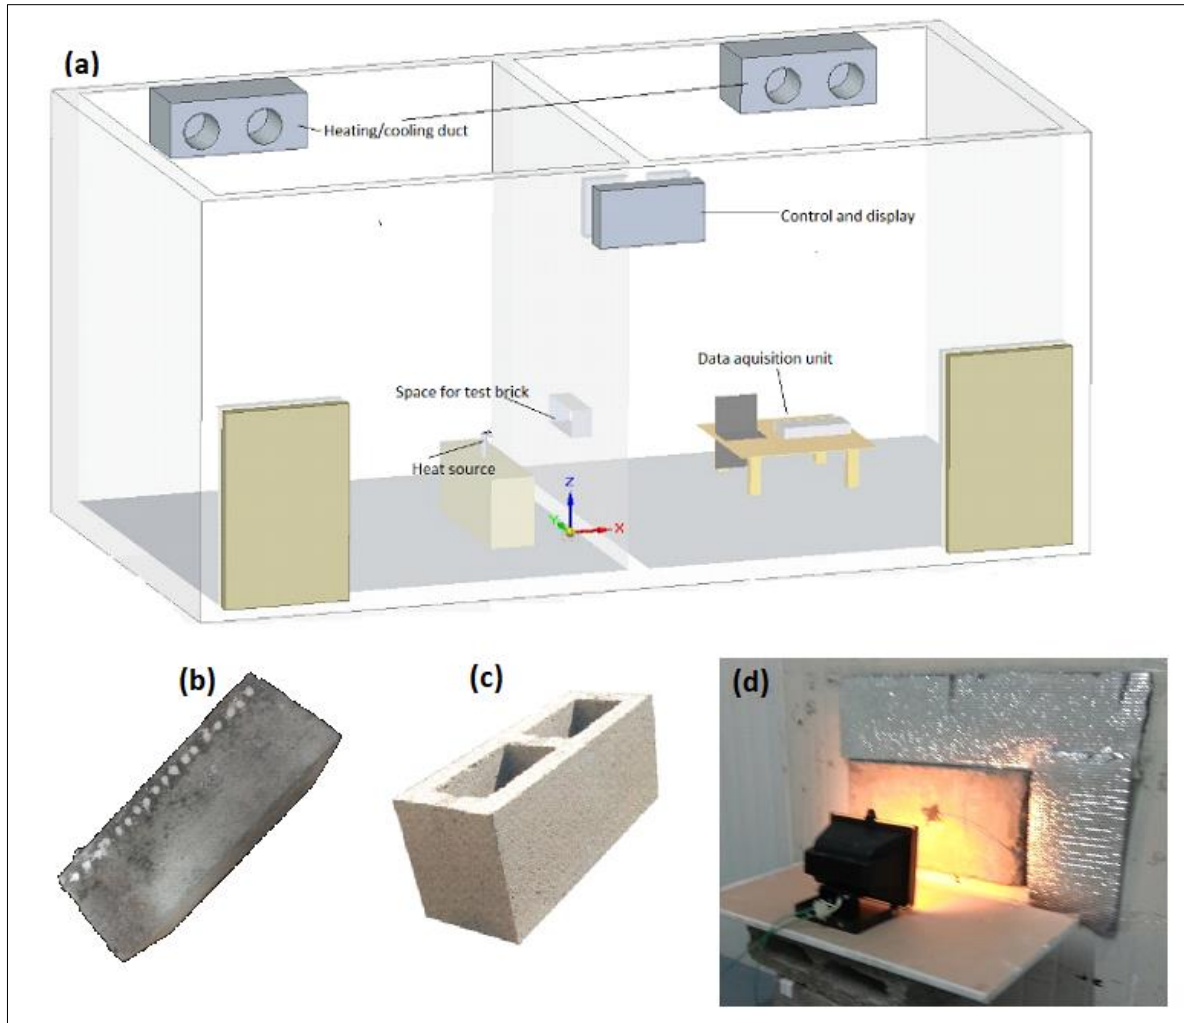 (a)
Heating/cooling duct
Control and display
Data aquisition unit
Space for test brick
Heat source
Z
Y
X
(b)
(c)
(d)